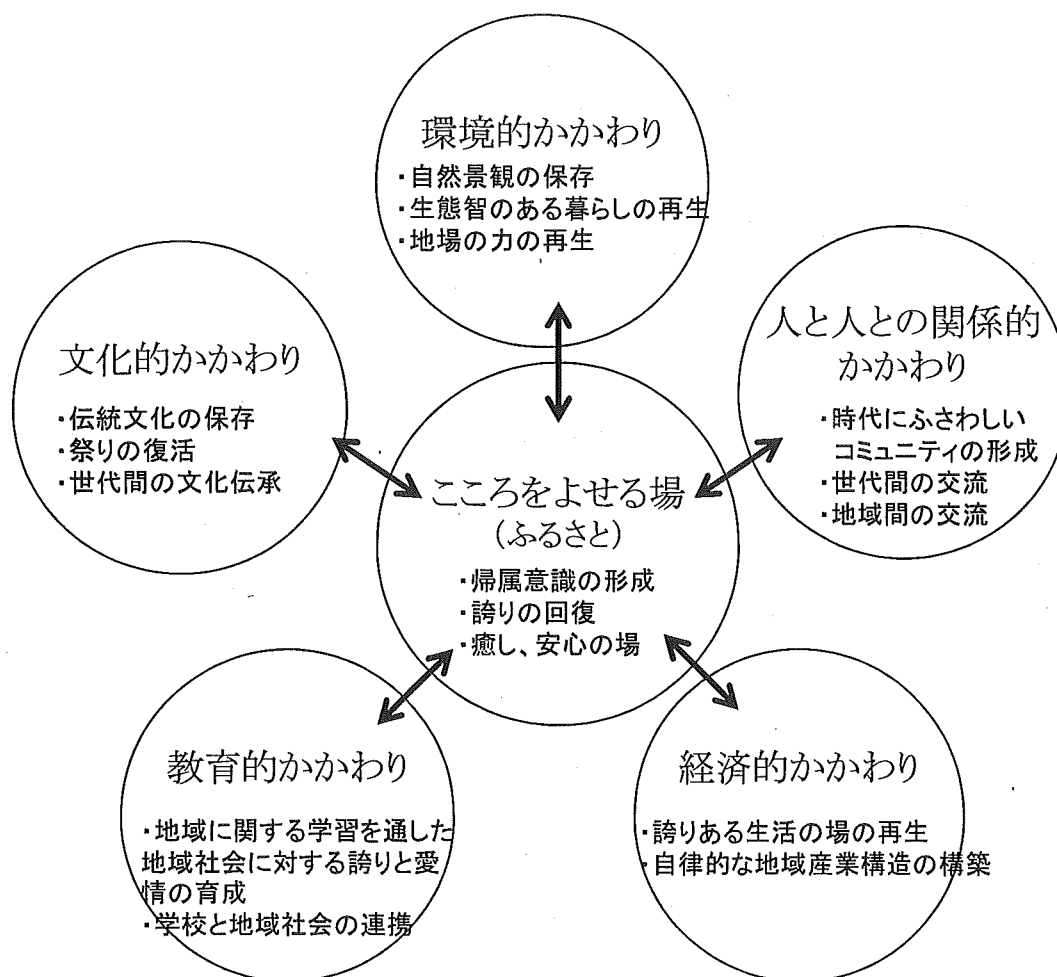 環境的かかわり
・自然景観の保存
・生態智のある暮らしの再生
・地場の力の再生
文化的かかわり
・伝統文化の保存
・祭りの復活
・世代間の文化伝承
人と人との関係的
かかわり
・時代にふさわしい
コミュニティの形成
・世代間の交流
・地域間の交流
こころをよせる場
(ふるさと)
・帰属意識の形成
・誇りの回復
・癒し、安心の場
教育的かかわり
・地域に関する学習を通した
地域社会に対する誇りと愛
情の育成
・学校と地域社会の連携
経済的かかわり
・誇りある生活の場の再生
・自律的な地域産業構造の構築